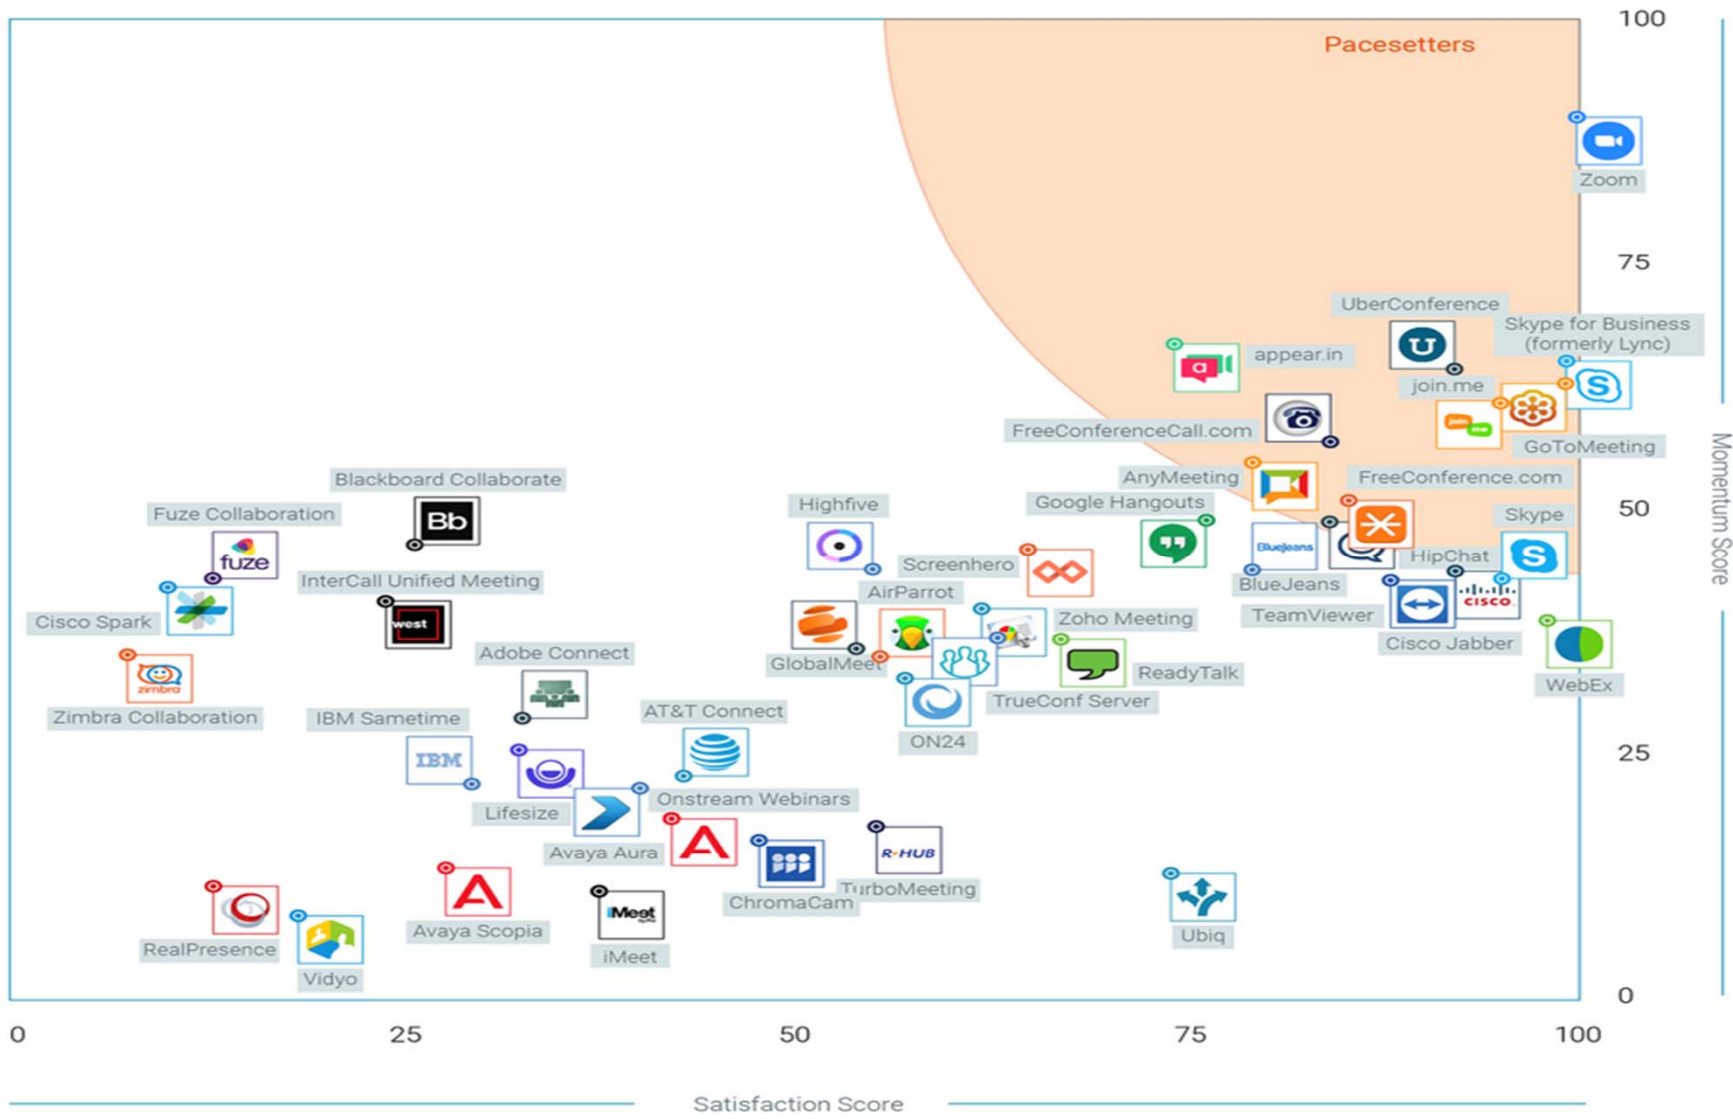 100
Pacesetters
Zoom
75
UberConference
Skype for Business
(formerly Lync)
appear.in
join.me
join
me
FreeConferenceCall.com
GoToMeeting
AnyMeeting
FreeConference.com
Blackboard Collaborate
Bb
Highfive
Google Hangouts
50
Skype
Fuze Collaboration
fuze
Screenhero
BlueJeans
HipChat
BlueJeans
InterCall Unified Meeting
west
AirParrot
TeamViewer
CISCO
Cisco Spark
Zoho Meeting
Cisco Jabber
GlobalMeet
Adobe Connect
ReadyTalk
WebEx
zimbra
Zimbra Collaboration
TrueConf Server
IBM Sametime
AT&T Connect
ON24
IBM
25
Lifesize
Onstream Webinars
Avaya Aura
R-HUB
TurboMeeting
ChromaCam
iMeet
Avaya Scopia
Ubiq
RealPresence
iMeet
Vidyo
0
0
25
50
75
100
Satisfaction Score
Momentum Score